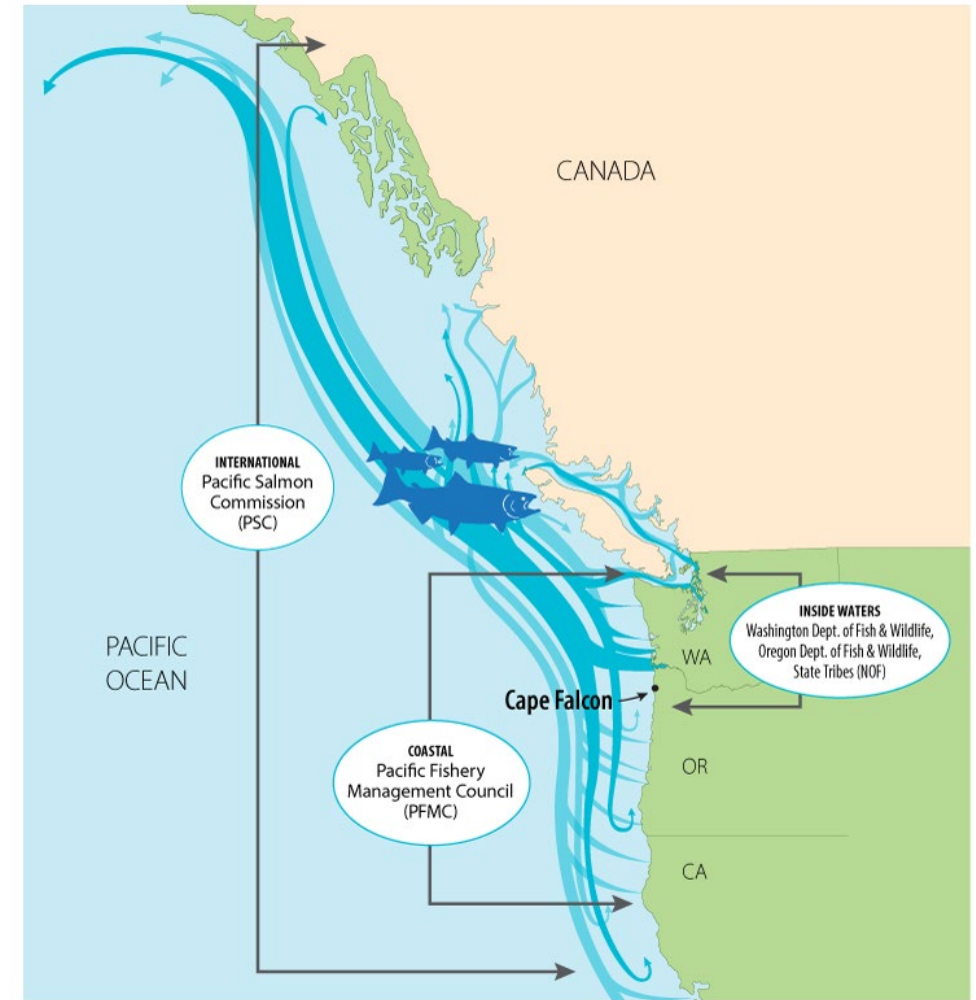 CANADA
INTERNATIONAL
Pacific Salmon
Commission
(PSC)
PACIFIC
OCEAN
INSIDE WATERS
Washington Dept. of Fish & Wildlife,
Oregon Dept. of Fish & Wildlife,
State Tribes (NOF)
WA
Cape Falcon
COASTAL
Pacific Fishery
Management Council
(PFMC)
OR
CA